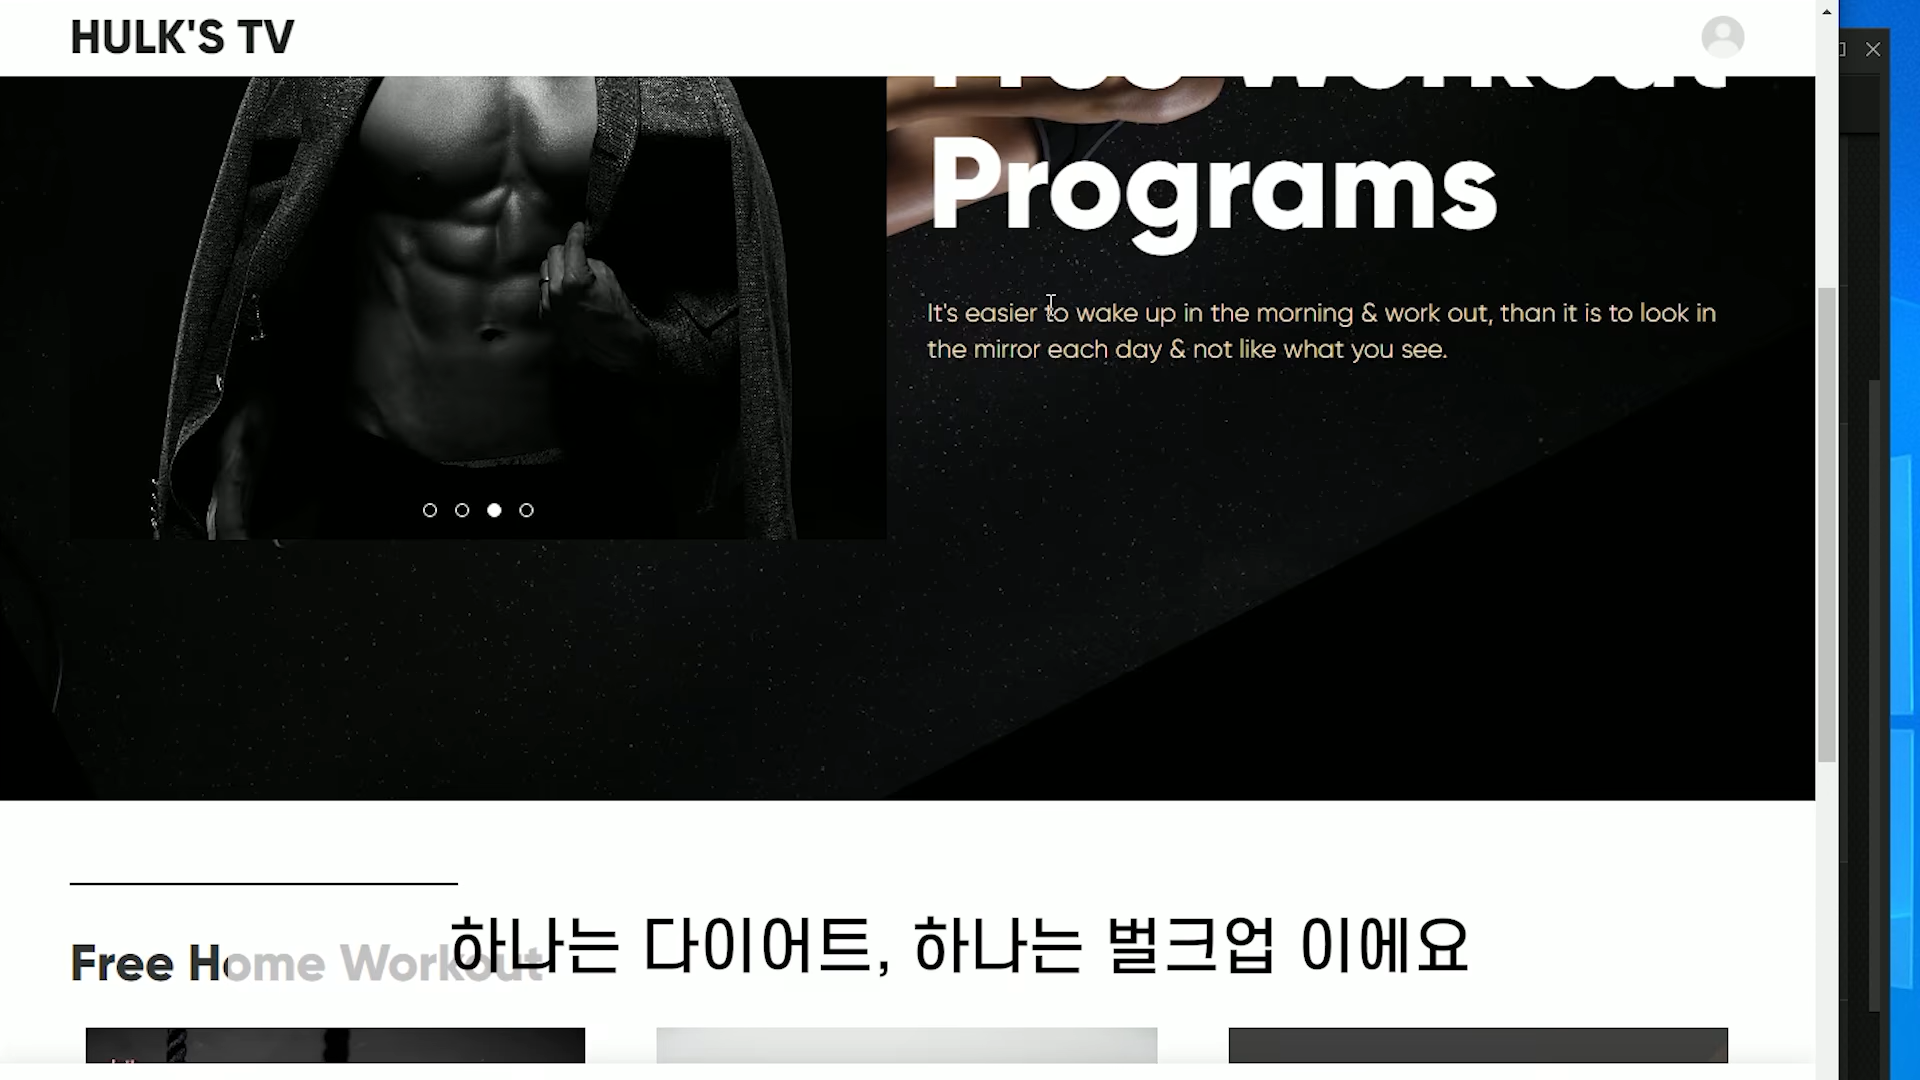 HULK'S TV
Free Workout
Programs
It's easier to wake up in the morning & work out, than it is to look in
the mirror each day & not like what you see.
Free Home Workout
하나는 다이어트, 하나는 벌크업 이에요